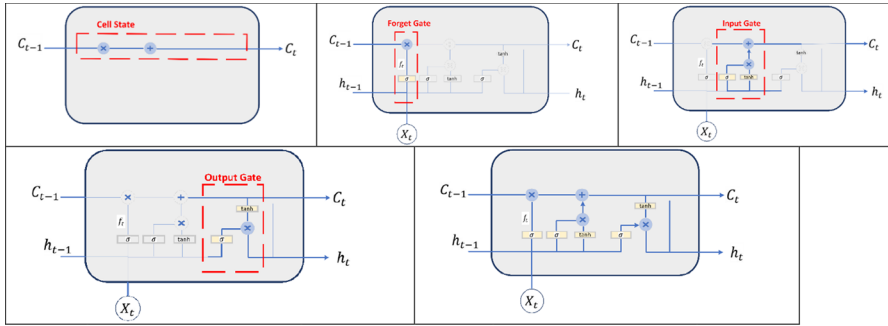 Cell State
C_{t-1} × + C_t
Forget Gate
C_{t-1} × + C_t
tanh
×
f_t ×
σ σ tanh σ
h_{t-1} h_t
X_t
Input Gate
C_{t-1} × + C_t
tanh
× ×
f_t
σ σ tanh σ
h_{t-1} h_t
X_t
Output Gate
C_{t-1} × + C_t
tanh
f_t × ×
σ σ tanh σ
h_{t-1} h_t
X_t
C_{t-1} × + C_t
tanh
f_t × ×
σ σ tanh σ
h_{t-1} h_t
X_t